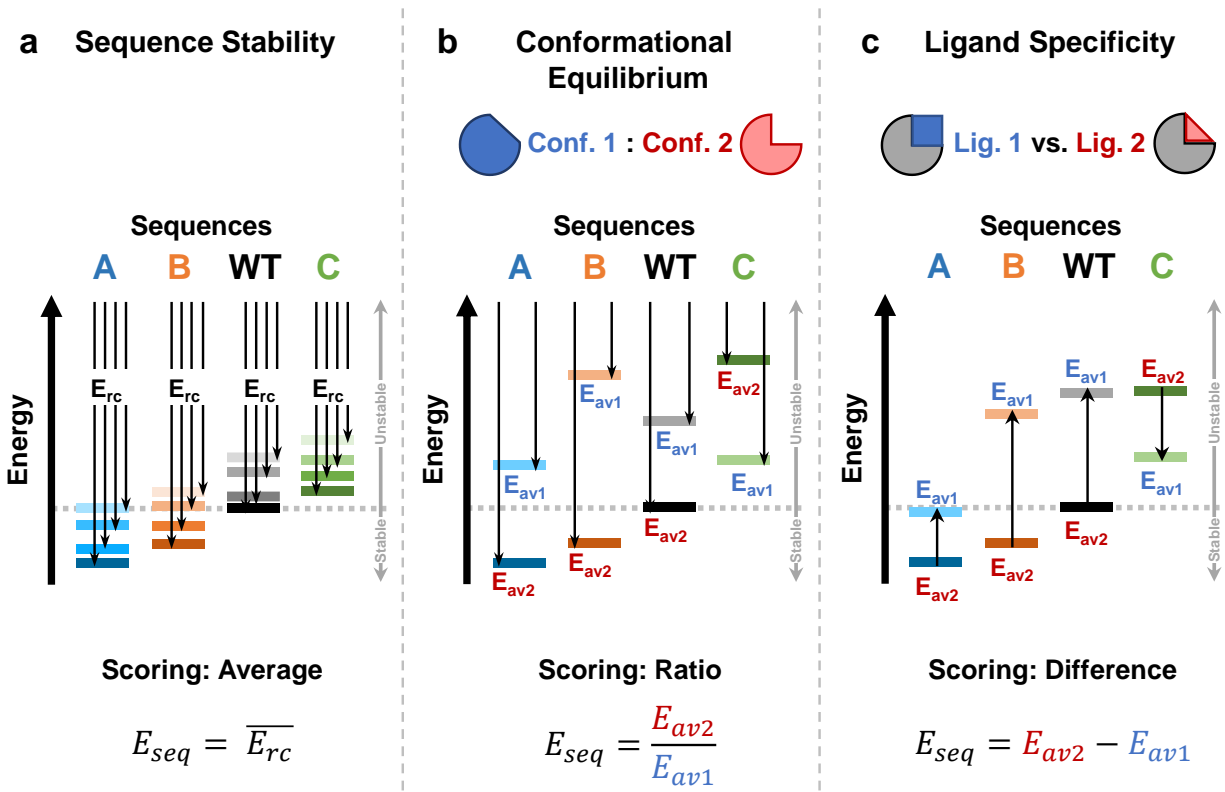 a Sequence Stability
Sequences
A B WT C
Energy
E_rc E_rc E_rc E_rc
Unstable
Stable
Scoring: Average
E_seq = \overline{E_rc}
b Conformational
Equilibrium
Conf. 1 : Conf. 2
Sequences
A B WT C
Energy
E_av2
E_av1
E_av1
E_av1
E_av1
E_av2
E_av2
E_av2
Unstable
Stable
Scoring: Ratio
E_seq = E_av2 / E_av1
c Ligand Specificity
Lig. 1 vs. Lig. 2
Sequences
A B WT C
Energy
E_av1 E_av2
E_av1
E_av1
E_av1
E_av2
E_av2
E_av2
Unstable
Stable
Scoring: Difference
E_seq = E_av2 − E_av1